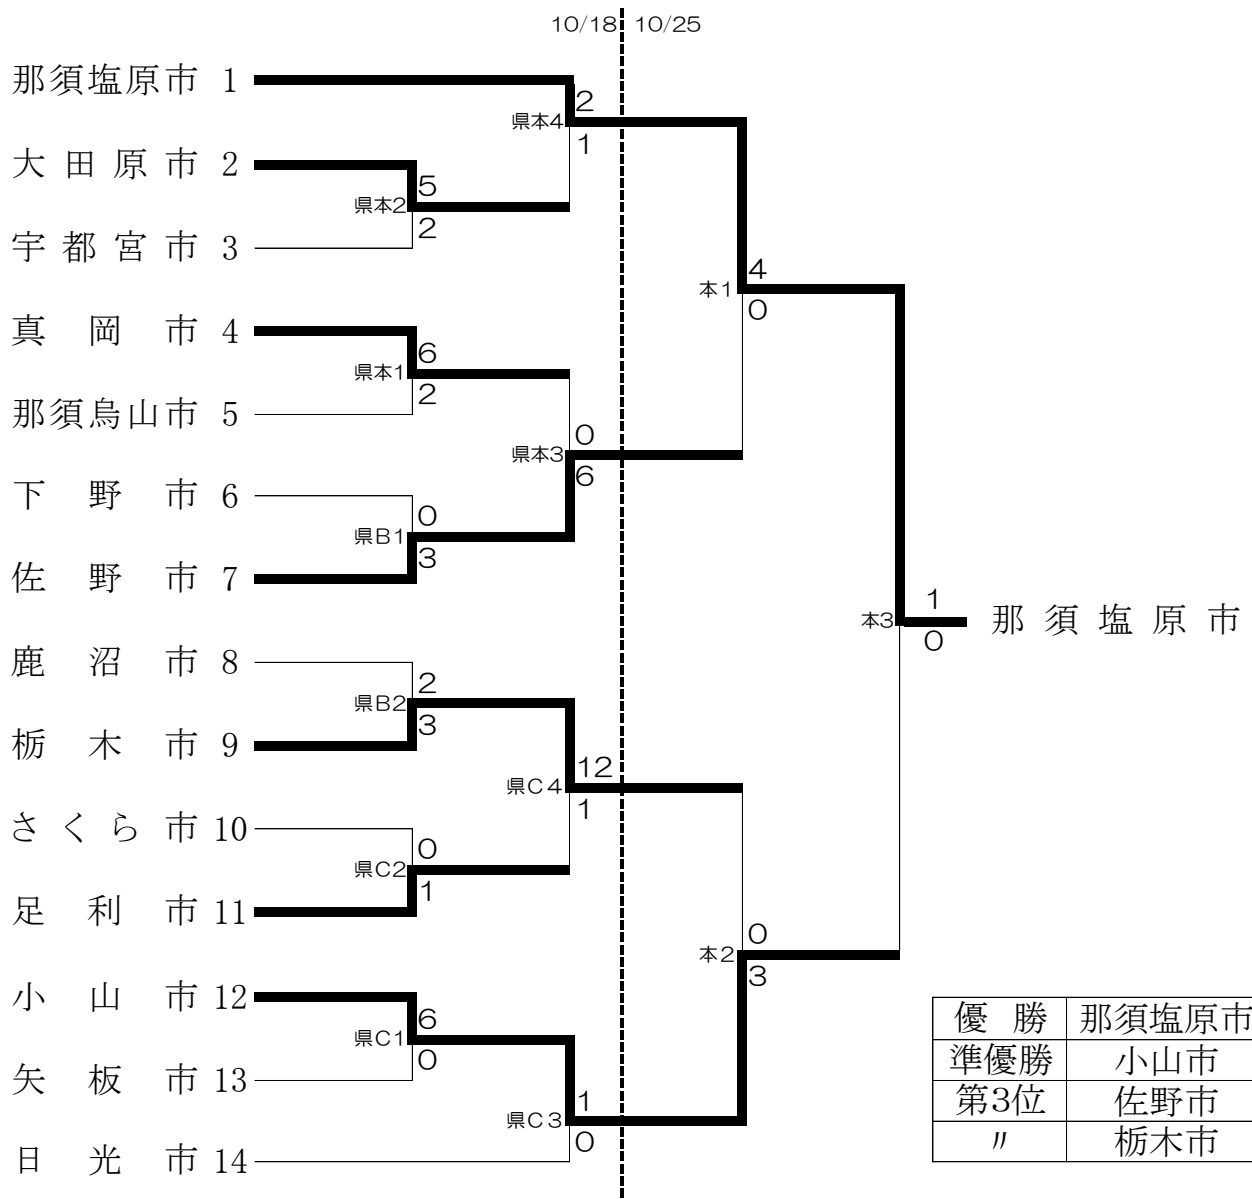 10/18 10/25
那須塩原市 1
2
県本4
1
大田原市 2
5
県本2
2
宇都宮市 3
4
本1
0
真岡市 4
6
県本1
2
那須烏山市 5
0
県本3
6
下野市 6
0
県B1
3
佐野市 7
1
本3
0
那須塩原市
鹿沼市 8
2
県B2
3
栃木市 9
12
県C4
1
さくら市 10
0
県C2
1
足利市 11
0
本2
3
小山市 12
6
県C1
0
矢板市 13
1
県C3
0
日光市 14
優勝 那須塩原市
準優勝 小山市
第3位 佐野市
〃 栃木市